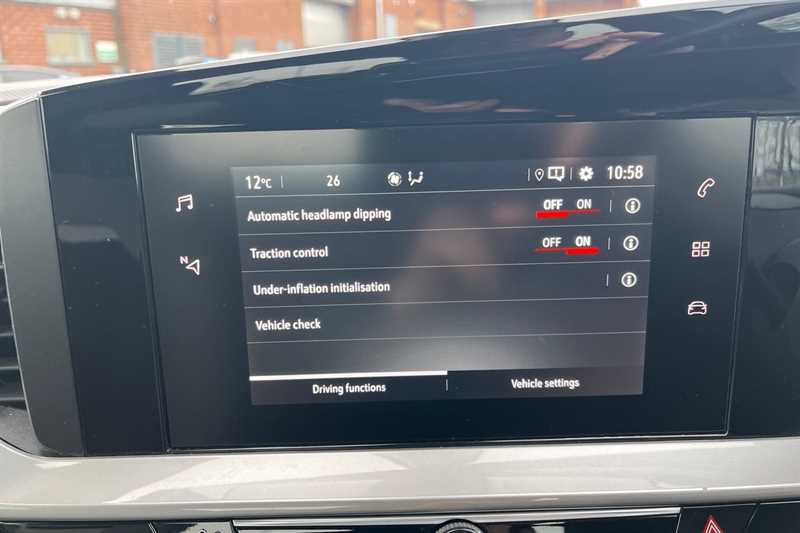 12°C 26 10:58
Automatic headlamp dipping OFF ON
Traction control OFF ON
Under-inflation initialisation
Vehicle check
Driving functions Vehicle settings
N